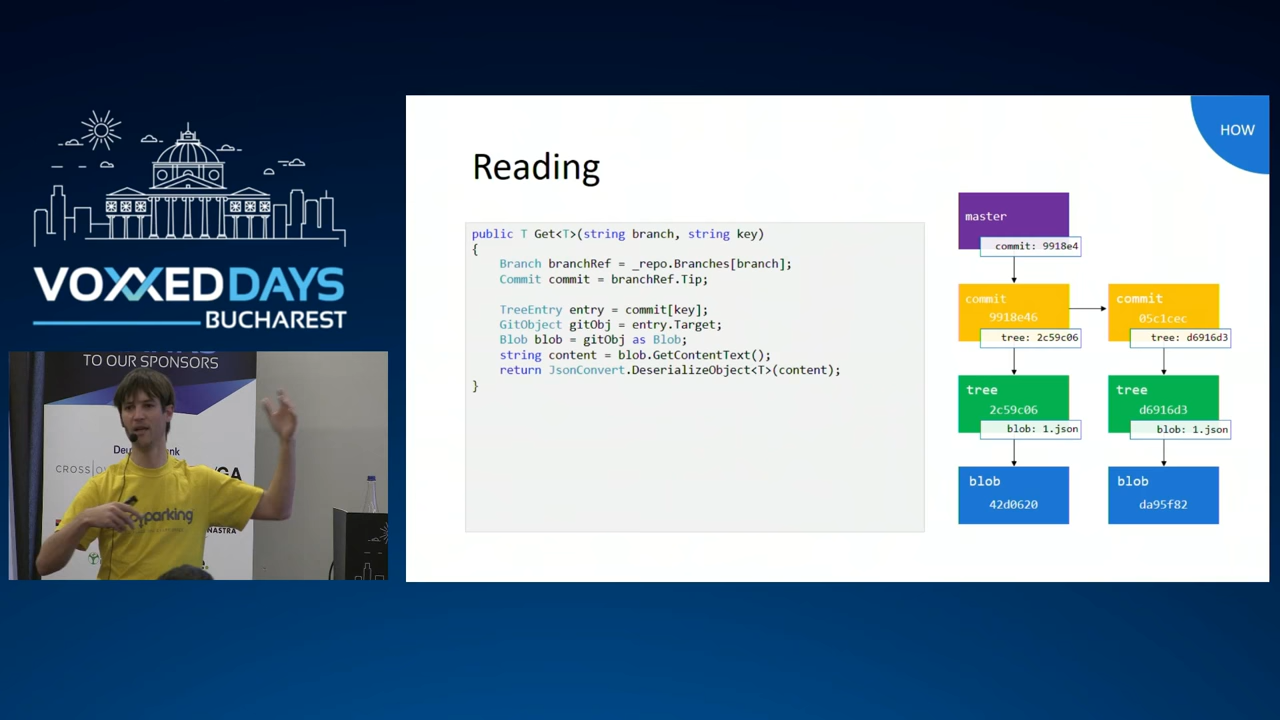 VOXXED DAYS
BUCHAREST
TO OUR SPONSORS
parking
HOW
Reading
public T Get<T>(string branch, string key)
{
Branch branchRef = _repo.Branches[branch];
Commit commit = branchRef.Tip;
TreeEntry entry = commit[key];
GitObject gitObj = entry.Target;
Blob blob = gitObj as Blob;
string content = blob.GetContentText();
return JsonConvert.DeserializeObject<T>(content);
}
master
commit: 9918e4
commit
9918e46
tree: 2c59c06
commit
05c1cec
tree: d6916d3
tree
2c59c06
blob: 1.json
tree
d6916d3
blob: 1.json
blob
42d0620
blob
da95f82